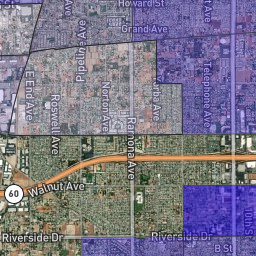 Howard St
Grand Ave
E End Ave
Pipeline Ave
Roswell Ave
Norton Ave
Ramona Ave
Telephone Ave
60
Walnut Ave
Riverside Dr
Riverside Dr
B St